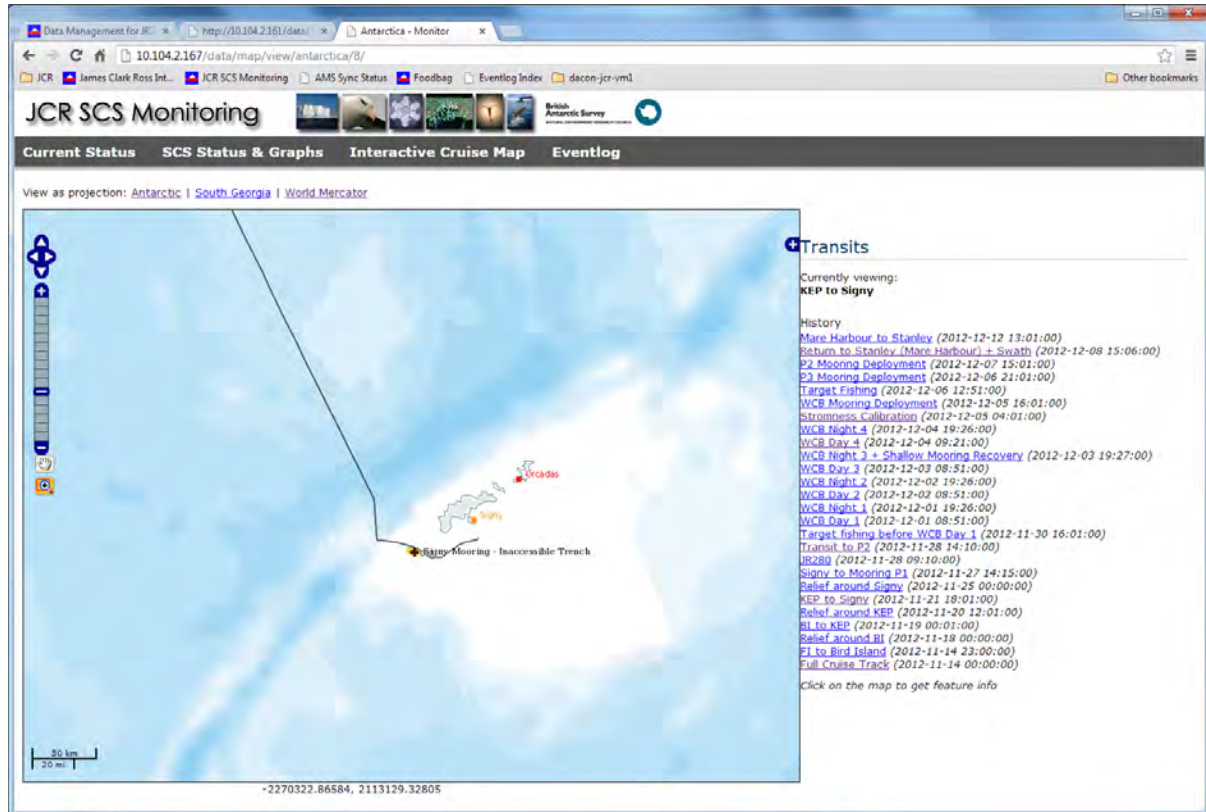 Data Management for JC
http://10.104.2.161/data/
Antarctica - Monitor
10.104.2.167/data/map/view/antarctica/8/
JCR
James Clark Ross Int...
JCR SCS Monitoring
AMS Sync Status
Foodbag
Eventlog Index
dacon-jcr-vm1
Other bookmarks
JCR SCS Monitoring
British
Antarctic Survey
Current Status
SCS Status & Graphs
Interactive Cruise Map
Eventlog
View as projection: Antarctic | South Georgia | World Mercator
Transits
Currently viewing:
KEP to Signy
History
Mare Harbour to Stanley (2012-12-12 13:01:00)
Return to Stanley (Mare Harbour) + Swath (2012-12-08 15:06:00)
P2 Mooring Deployment (2012-12-07 15:01:00)
P3 Mooring Deployment (2012-12-06 21:01:00)
Target Fishing (2012-12-06 12:51:00)
WCB Mooring Deployment (2012-12-05 16:01:00)
Stromness Calibration (2012-12-05 04:01:00)
WCB Night 4 (2012-12-04 19:26:00)
WCB Day 4 (2012-12-04 09:21:00)
WCB Night 3 + Shallow Mooring Recovery (2012-12-03 19:27:00)
WCB Day 3 (2012-12-03 08:51:00)
WCB Night 2 (2012-12-02 19:26:00)
WCB Day 2 (2012-12-02 08:51:00)
WCB Night 1 (2012-12-01 19:26:00)
WCB Day 1 (2012-12-01 08:51:00)
Target fishing before WCB Day 1 (2012-11-30 16:01:00)
Transit to P2 (2012-11-28 14:10:00)
JR280 (2012-11-28 09:10:00)
Signy to Mooring P1 (2012-11-27 14:15:00)
Relief around Signy (2012-11-25 00:00:00)
KEP to Signy (2012-11-21 18:01:00)
Relief around KEP (2012-11-20 12:01:00)
BI to KEP (2012-11-19 00:01:00)
Relief around BI (2012-11-18 00:00:00)
FI to Bird Island (2012-11-14 23:00:00)
Full Cruise Track (2012-11-14 00:00:00)
Click on the map to get feature info
Orcadas
Signy
Signy Mooring - Inaccessible Trench
50 km
20 mi
-2270322.86584, 2113129.32805